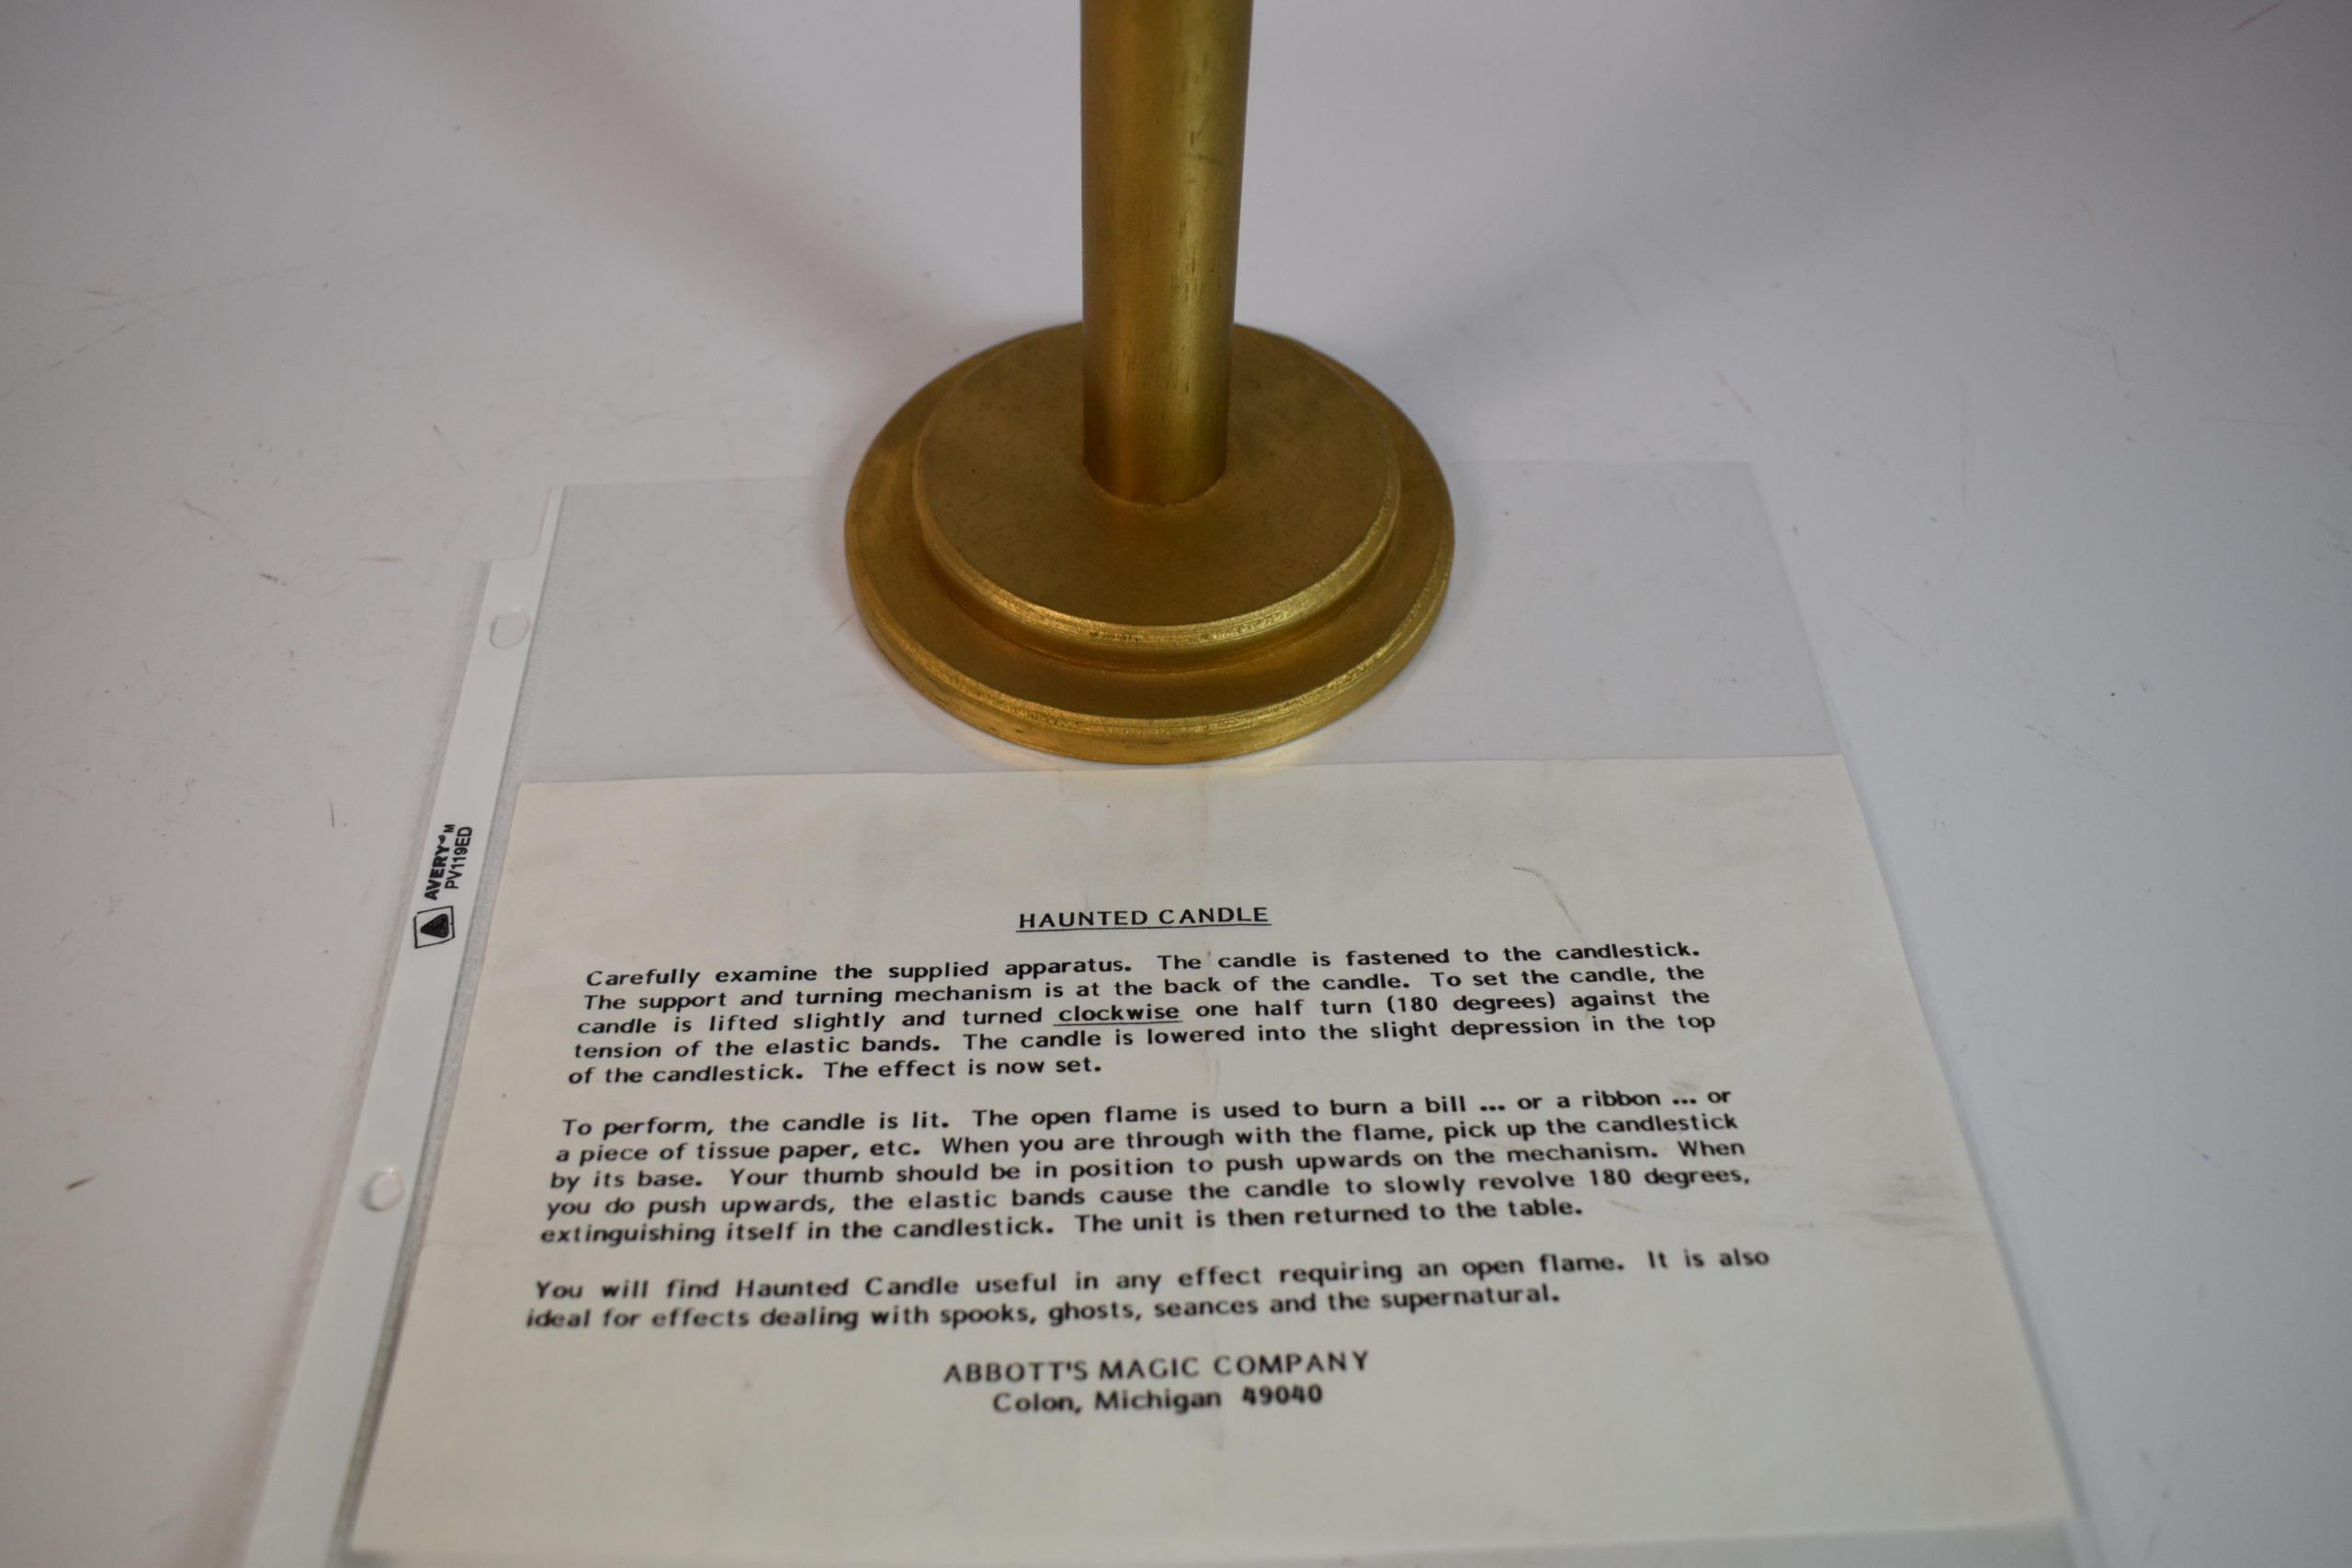 AVERY™
PV119ED
HAUNTED CANDLE
Carefully examine the supplied apparatus. The candle is fastened to the candlestick.
The support and turning mechanism is at the back of the candle. To set the candle, the
candle is lifted slightly and turned clockwise one half turn (180 degrees) against the
tension of the elastic bands. The candle is lowered into the slight depression in the top
of the candlestick. The effect is now set.
To perform, the candle is lit. The open flame is used to burn a bill ... or a ribbon ... or
a piece of tissue paper, etc. When you are through with the flame, pick up the candlestick
by its base. Your thumb should be in position to push upwards on the mechanism. When
you do push upwards, the elastic bands cause the candle to slowly revolve 180 degrees,
extinguishing itself in the candlestick. The unit is then returned to the table.
You will find Haunted Candle useful in any effect requiring an open flame. It is also
ideal for effects dealing with spooks, ghosts, seances and the supernatural.
ABBOTT'S MAGIC COMPANY
Colon, Michigan 49040